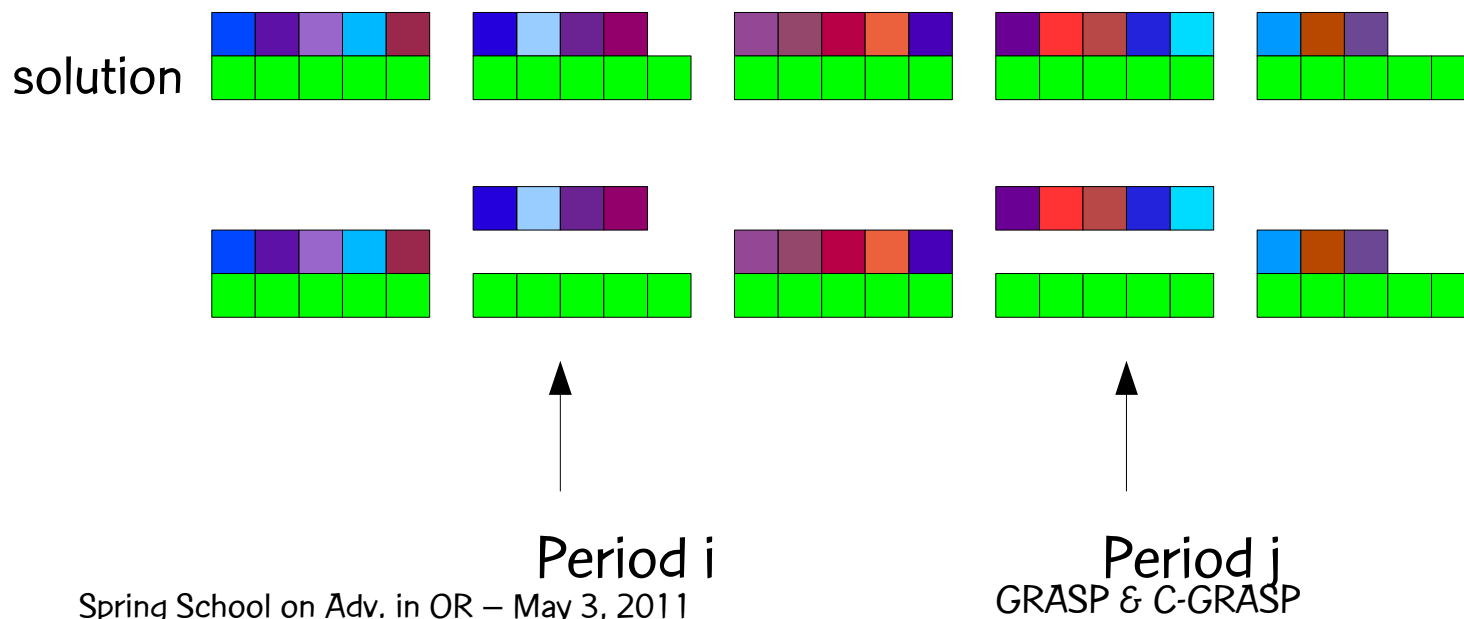 solution
Period i
Period j
Spring School on Adv. in OR – May 3, 2011
GRASP & C-GRASP